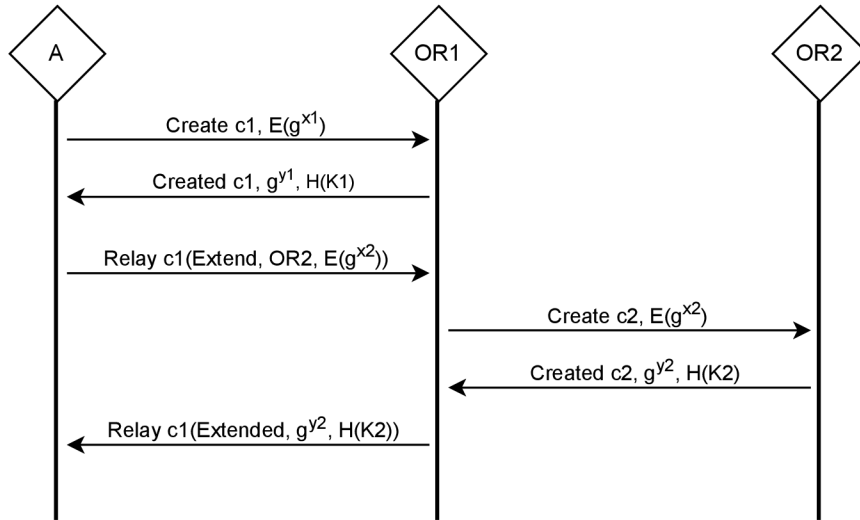 A
OR1
OR2
Create c1, E(g^x1)
Created c1, g^y1, H(K1)
Relay c1(Extend, OR2, E(g^x2))
Create c2, E(g^x2)
Created c2, g^y2, H(K2)
Relay c1(Extended, g^y2, H(K2))